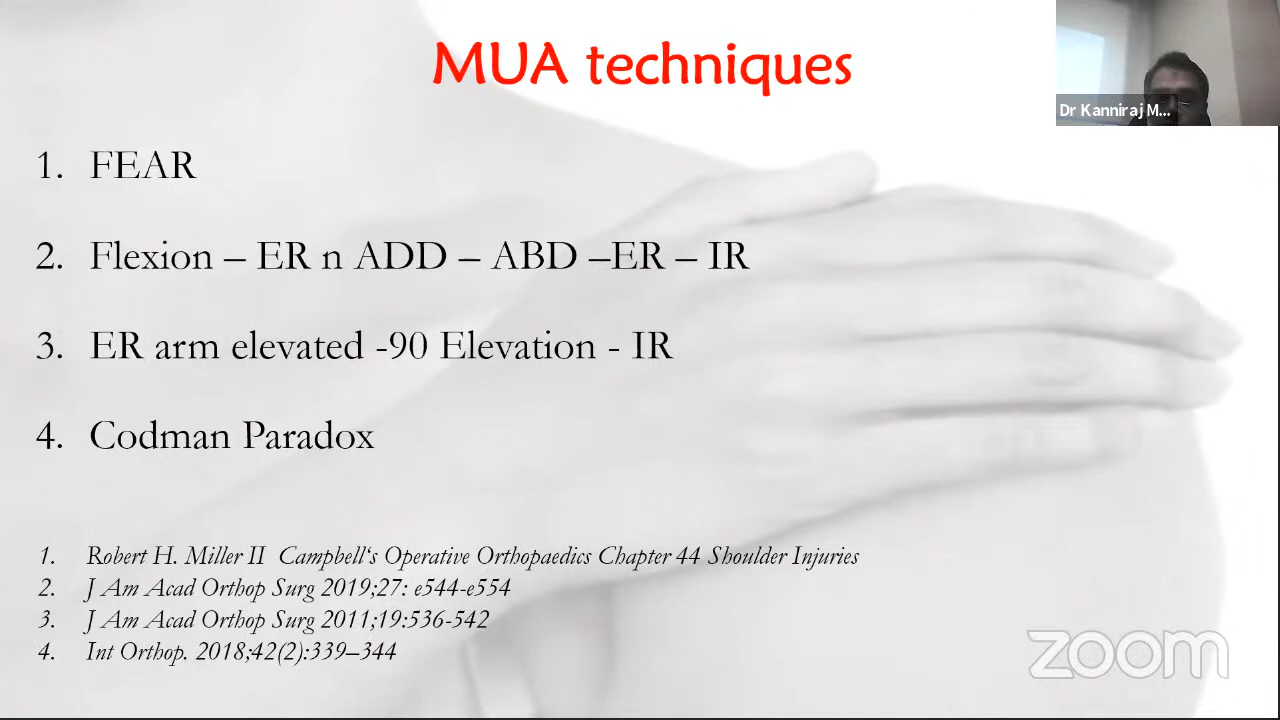 MUA techniques
Dr Kanniraj M...
1. FEAR
2. Flexion – ER n ADD – ABD –ER – IR
3. ER arm elevated -90 Elevation - IR
4. Codman Paradox
1. Robert H. Miller II Campbell's Operative Orthopaedics Chapter 44 Shoulder Injuries
2. J Am Acad Orthop Surg 2019;27: e544-e554
3. J Am Acad Orthop Surg 2011;19:536-542
4. Int Orthop. 2018;42(2):339–344
zoom